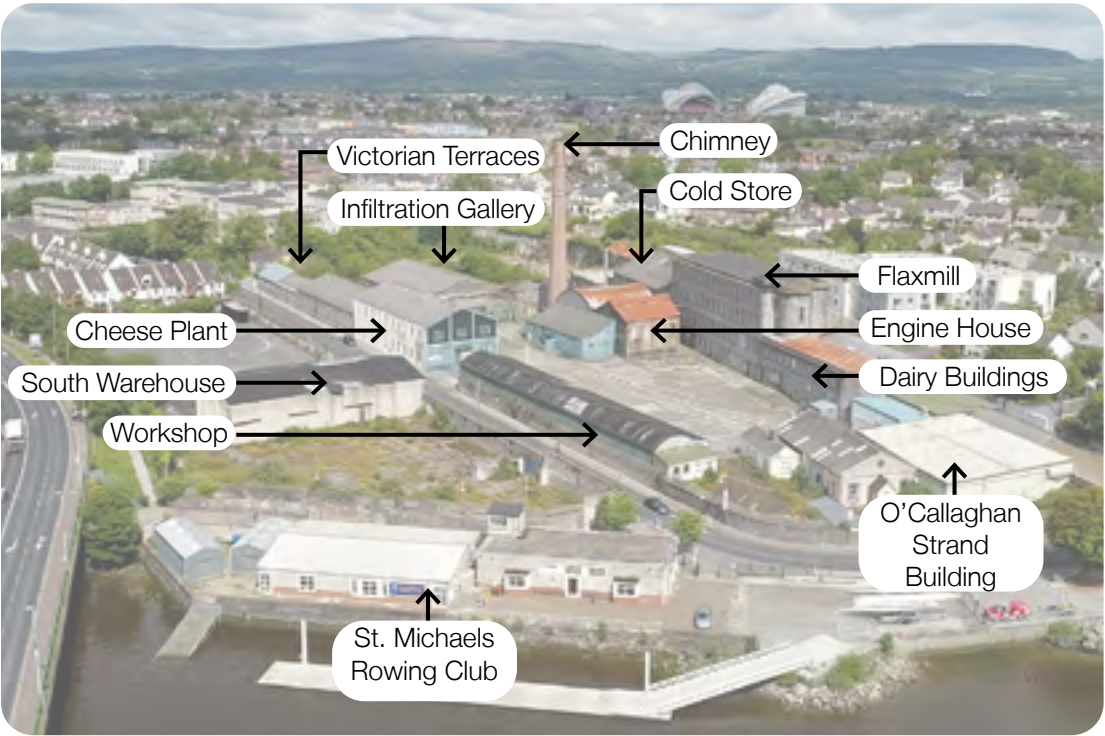 Chimney
Victorian Terraces
Cold Store
Infiltration Gallery
Flaxmill
Cheese Plant
Engine House
South Warehouse
Dairy Buildings
Workshop
O'Callaghan
Strand
Building
St. Michaels
Rowing Club